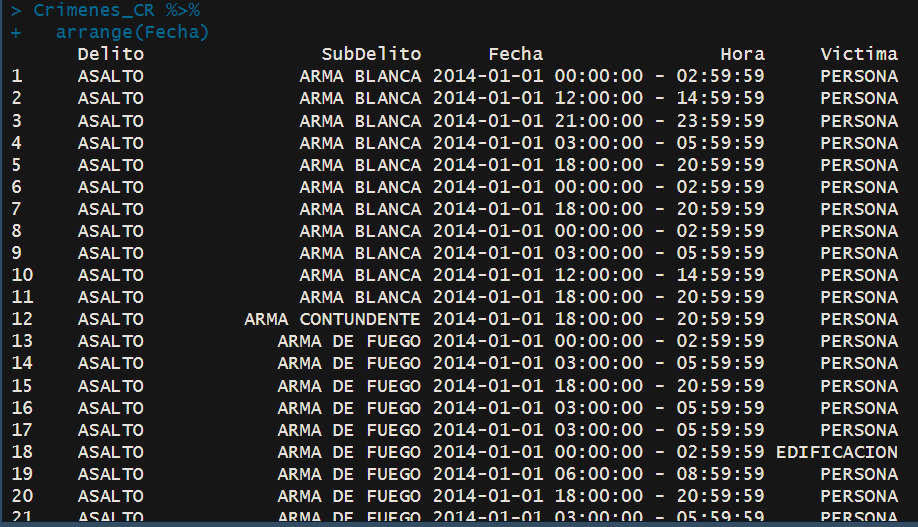 > Crimenes_CR %>%
+   arrange(Fecha)
Delito SubDelito Fecha Hora Victima
1 ASALTO ARMA BLANCA 2014-01-01 00:00:00 - 02:59:59 PERSONA
2 ASALTO ARMA BLANCA 2014-01-01 12:00:00 - 14:59:59 PERSONA
3 ASALTO ARMA BLANCA 2014-01-01 21:00:00 - 23:59:59 PERSONA
4 ASALTO ARMA BLANCA 2014-01-01 03:00:00 - 05:59:59 PERSONA
5 ASALTO ARMA BLANCA 2014-01-01 18:00:00 - 20:59:59 PERSONA
6 ASALTO ARMA BLANCA 2014-01-01 00:00:00 - 02:59:59 PERSONA
7 ASALTO ARMA BLANCA 2014-01-01 18:00:00 - 20:59:59 PERSONA
8 ASALTO ARMA BLANCA 2014-01-01 00:00:00 - 02:59:59 PERSONA
9 ASALTO ARMA BLANCA 2014-01-01 03:00:00 - 05:59:59 PERSONA
10 ASALTO ARMA BLANCA 2014-01-01 12:00:00 - 14:59:59 PERSONA
11 ASALTO ARMA BLANCA 2014-01-01 18:00:00 - 20:59:59 PERSONA
12 ASALTO ARMA CONTUNDENTE 2014-01-01 18:00:00 - 20:59:59 PERSONA
13 ASALTO ARMA DE FUEGO 2014-01-01 00:00:00 - 02:59:59 PERSONA
14 ASALTO ARMA DE FUEGO 2014-01-01 03:00:00 - 05:59:59 PERSONA
15 ASALTO ARMA DE FUEGO 2014-01-01 18:00:00 - 20:59:59 PERSONA
16 ASALTO ARMA DE FUEGO 2014-01-01 03:00:00 - 05:59:59 PERSONA
17 ASALTO ARMA DE FUEGO 2014-01-01 03:00:00 - 05:59:59 PERSONA
18 ASALTO ARMA DE FUEGO 2014-01-01 00:00:00 - 02:59:59 EDIFICACION
19 ASALTO ARMA DE FUEGO 2014-01-01 06:00:00 - 08:59:59 PERSONA
20 ASALTO ARMA DE FUEGO 2014-01-01 18:00:00 - 20:59:59 PERSONA
21 ASALTO ARMA DE FUEGO 2014-01-01 03:00:00 - 05:59:59 PERSONA